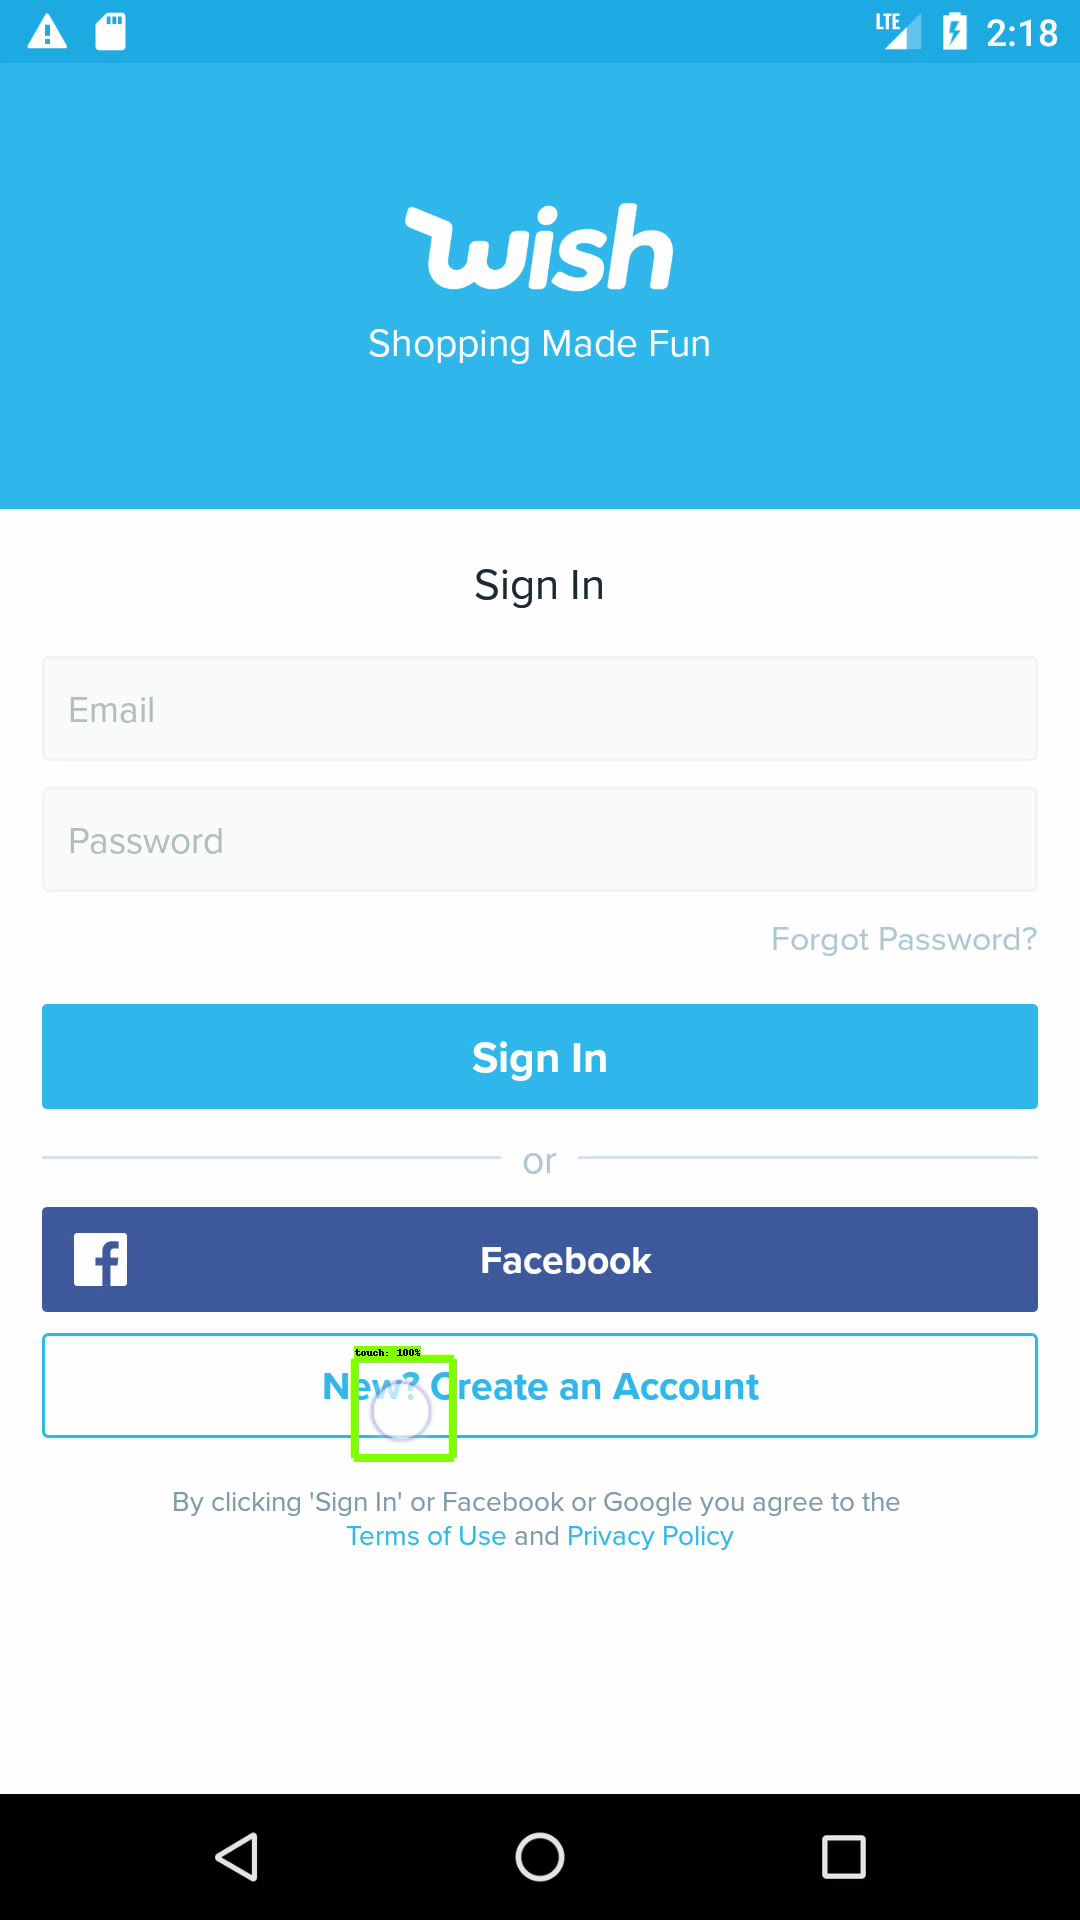 LTE 2:18
wish
Shopping Made Fun
Sign In
Email
Password
Forgot Password?
Sign In
or
Facebook
touch: 100%
New? Create an Account
By clicking 'Sign In' or Facebook or Google you agree to the
Terms of Use and Privacy Policy